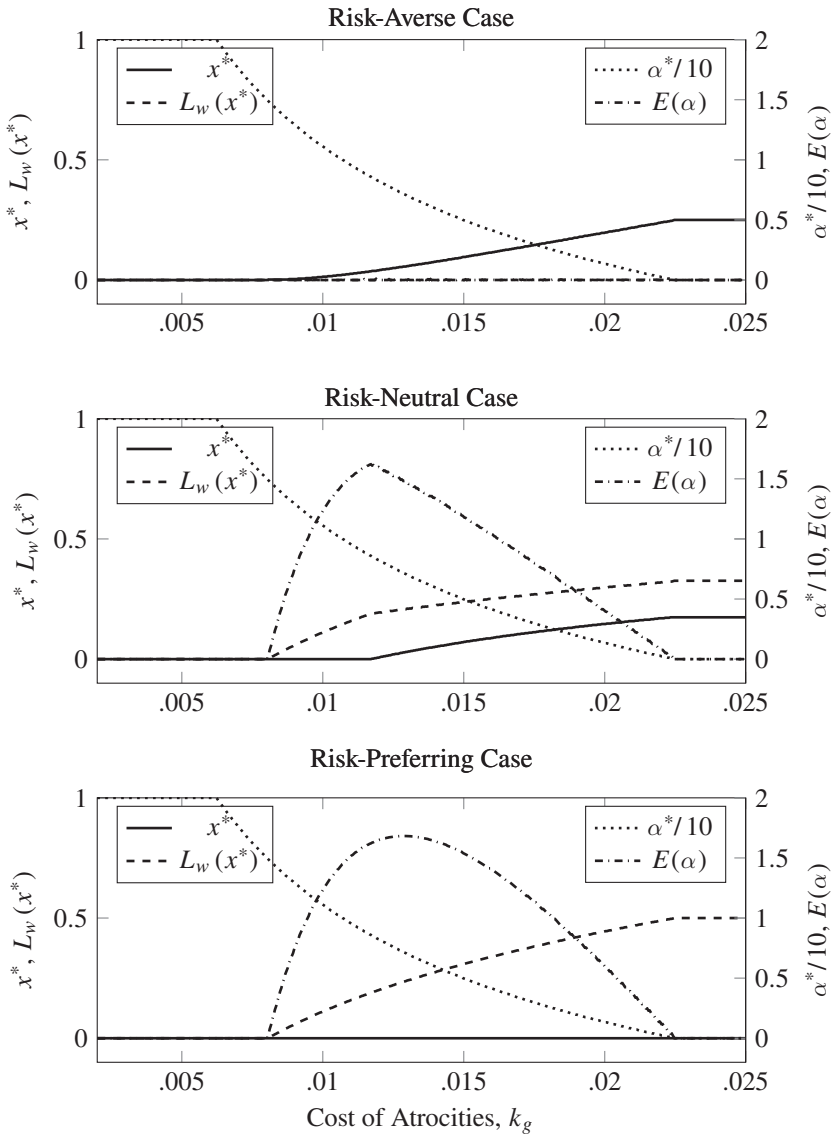 Risk-Averse Case
1
0.5
0
x*, L_w(x*)
x*
L_w(x*)
α*/10
E(α)
2
1.5
1
0.5
0
α*/10, E(α)
.005
.01
.015
.02
.025
Risk-Neutral Case
1
0.5
0
x*, L_w(x*)
x*
L_w(x*)
α*/10
E(α)
2
1.5
1
0.5
0
α*/10, E(α)
.005
.01
.015
.02
.025
Risk-Preferring Case
1
0.5
0
x*, L_w(x*)
x*
L_w(x*)
α*/10
E(α)
2
1.5
1
0.5
0
α*/10, E(α)
.005
.01
.015
.02
.025
Cost of Atrocities, k_g